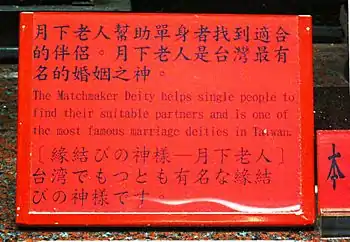 月下老人幫助單身者找到適合
的伴侶。月下老人是台灣最有
名的婚姻之神。
The Matchmaker Deity helps single people to
find their suitable partners and is one of
the most famous marriage deities in Taiwan.
[縁結びの神様—月下老人]
台湾でもつとも有名な縁結
びの神様です。
本